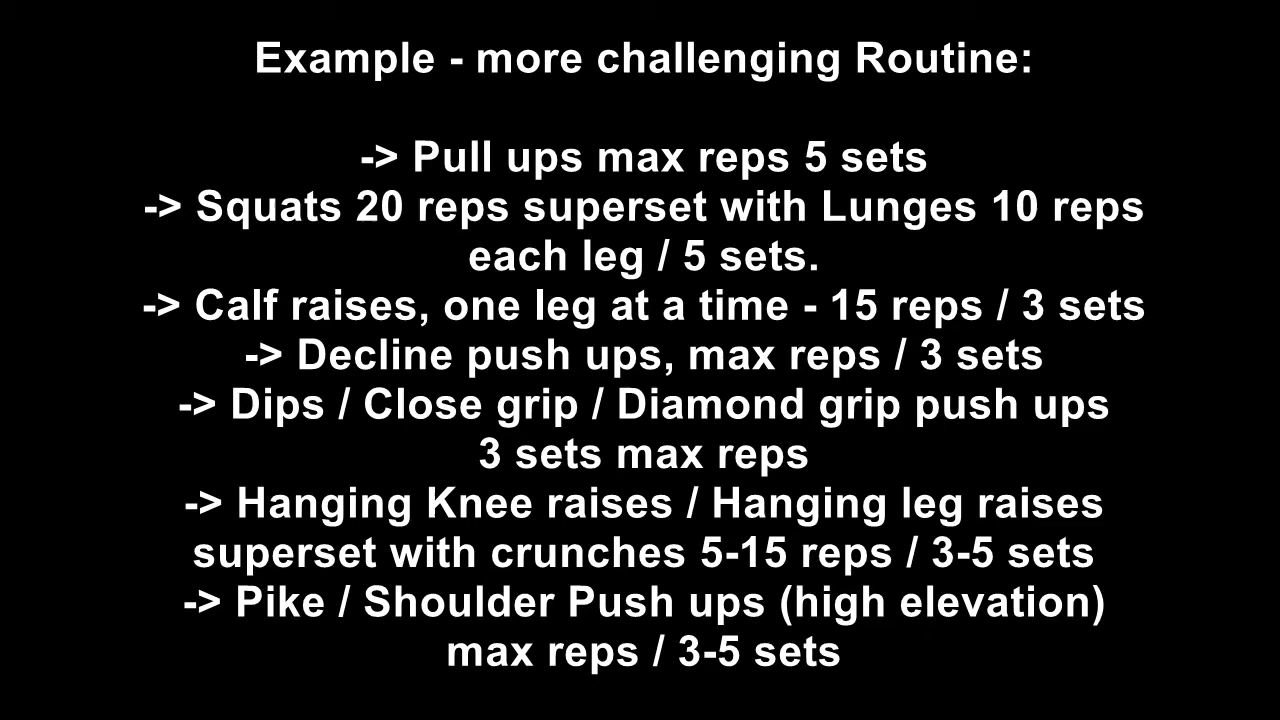 Example - more challenging Routine:
-> Pull ups max reps 5 sets
-> Squats 20 reps superset with Lunges 10 reps
each leg / 5 sets.
-> Calf raises, one leg at a time - 15 reps / 3 sets
-> Decline push ups, max reps / 3 sets
-> Dips / Close grip / Diamond grip push ups
3 sets max reps
-> Hanging Knee raises / Hanging leg raises
superset with crunches 5-15 reps / 3-5 sets
-> Pike / Shoulder Push ups (high elevation)
max reps / 3-5 sets